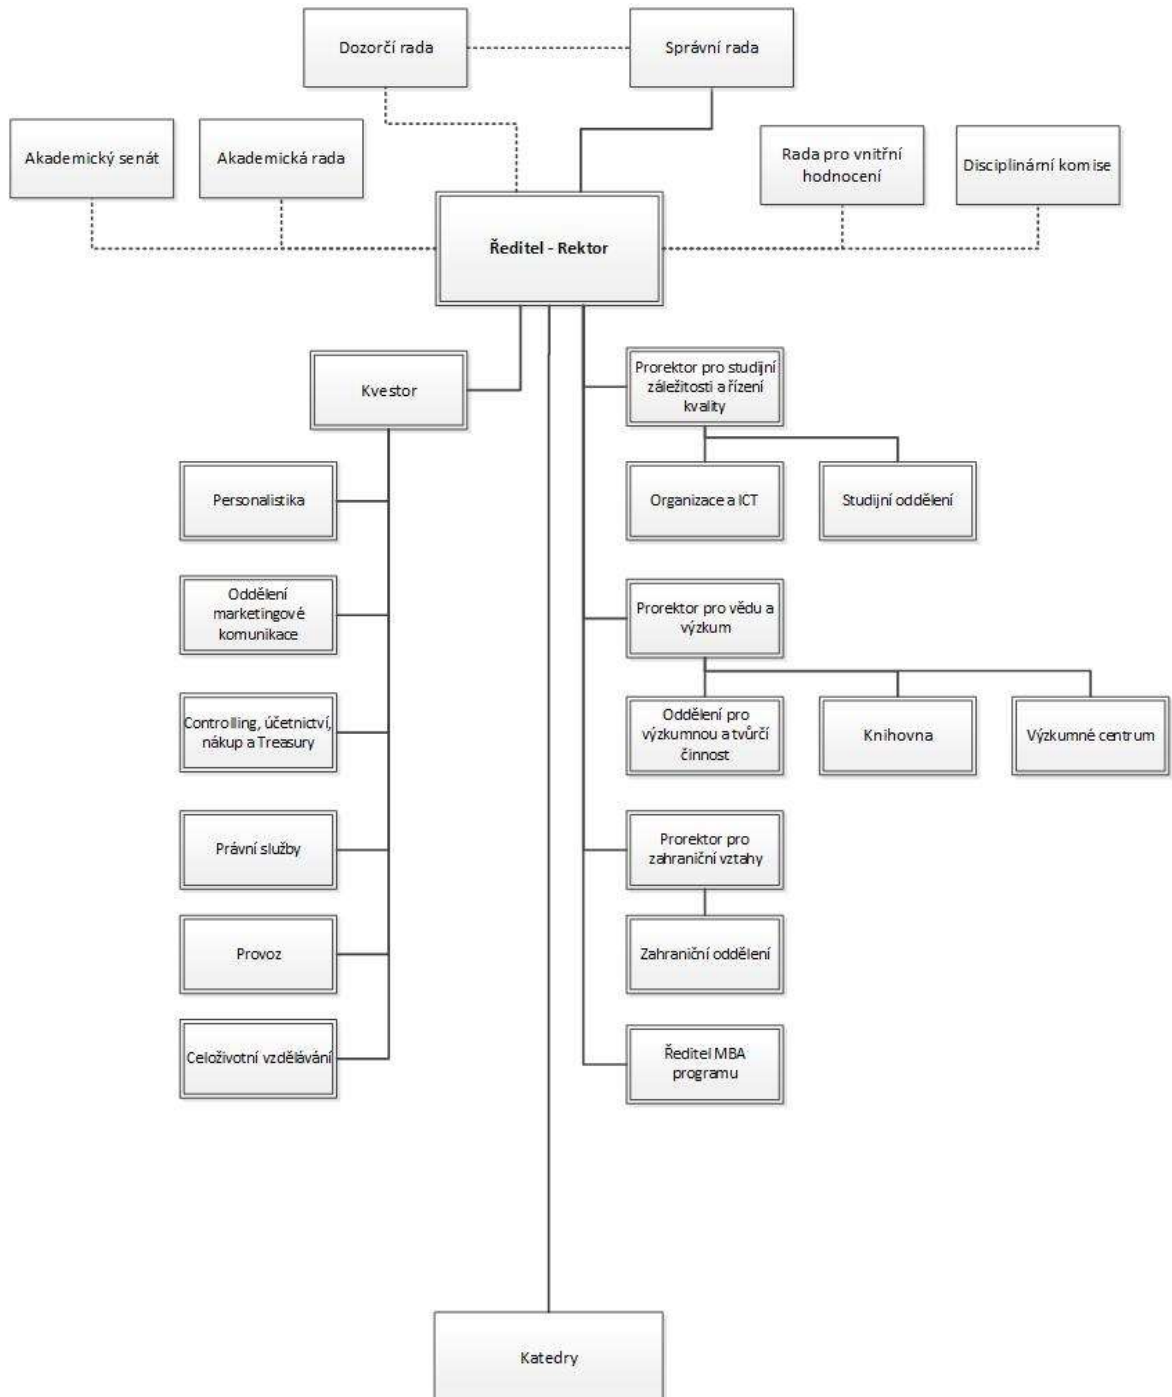 Dozorčí rada
Správní rada
Akademický senát
Akademická rada
Rada pro vnitřní
hodnocení
Disciplinární komise
Ředitel - Rektor
Kvestor
Prorektor pro studijní
záležitosti a řízení
kvality
Personalistika
Organizace a ICT
Studijní oddělení
Oddělení
marketingové
komunikace
Prorektor pro vědu a
výzkum
Controlling, účetnictví,
nákup a Treasury
Oddělení pro
výzkumnou a tvůrčí
činnost
Knihovna
Výzkumné centrum
Právní služby
Prorektor pro
zahraniční vztahy
Provoz
Zahraniční oddělení
Celoživotní vzdělávání
Ředitel MBA
programu
Katedry